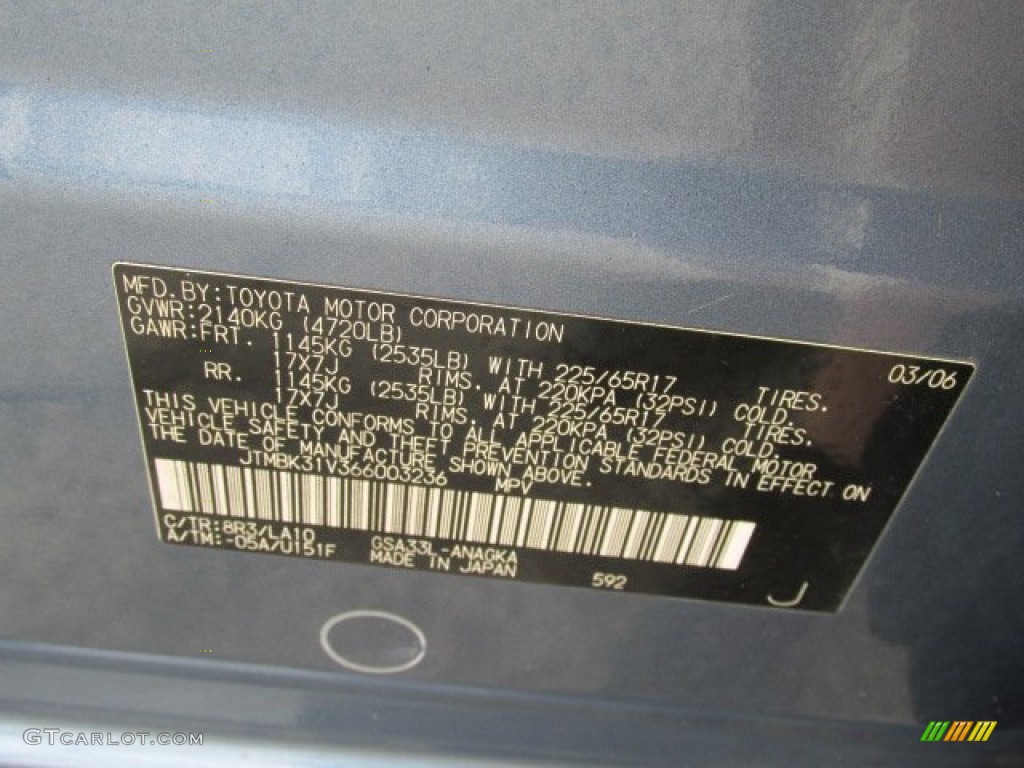 MFD.BY:TOYOTA MOTOR CORPORATION 03/06
GVWR:2140KG (4720LB)
GAWR:FRT. 1145KG (2535LB) WITH 225/65R17 TIRES.
17X7J RIMS. AT 220KPA (32PSI) COLD.
RR. 1145KG (2535LB) WITH 225/65R17 TIRES.
17X7J RIMS. AT 220KPA (32PSI) COLD.
THIS VEHICLE CONFORMS TO ALL APPLICABLE FEDERAL MOTOR
VEHICLE SAFETY AND THEFT PREVENTION STANDARDS IN EFFECT ON
THE DATE OF MANUFACTURE SHOWN ABOVE.
JTMBK31V366003236 MPV
C/TR:8R3/LA10 GSA33L-ANAGKA
A/TM:-05A/U151F MADE IN JAPAN 592
J
GTCARLOT.COM